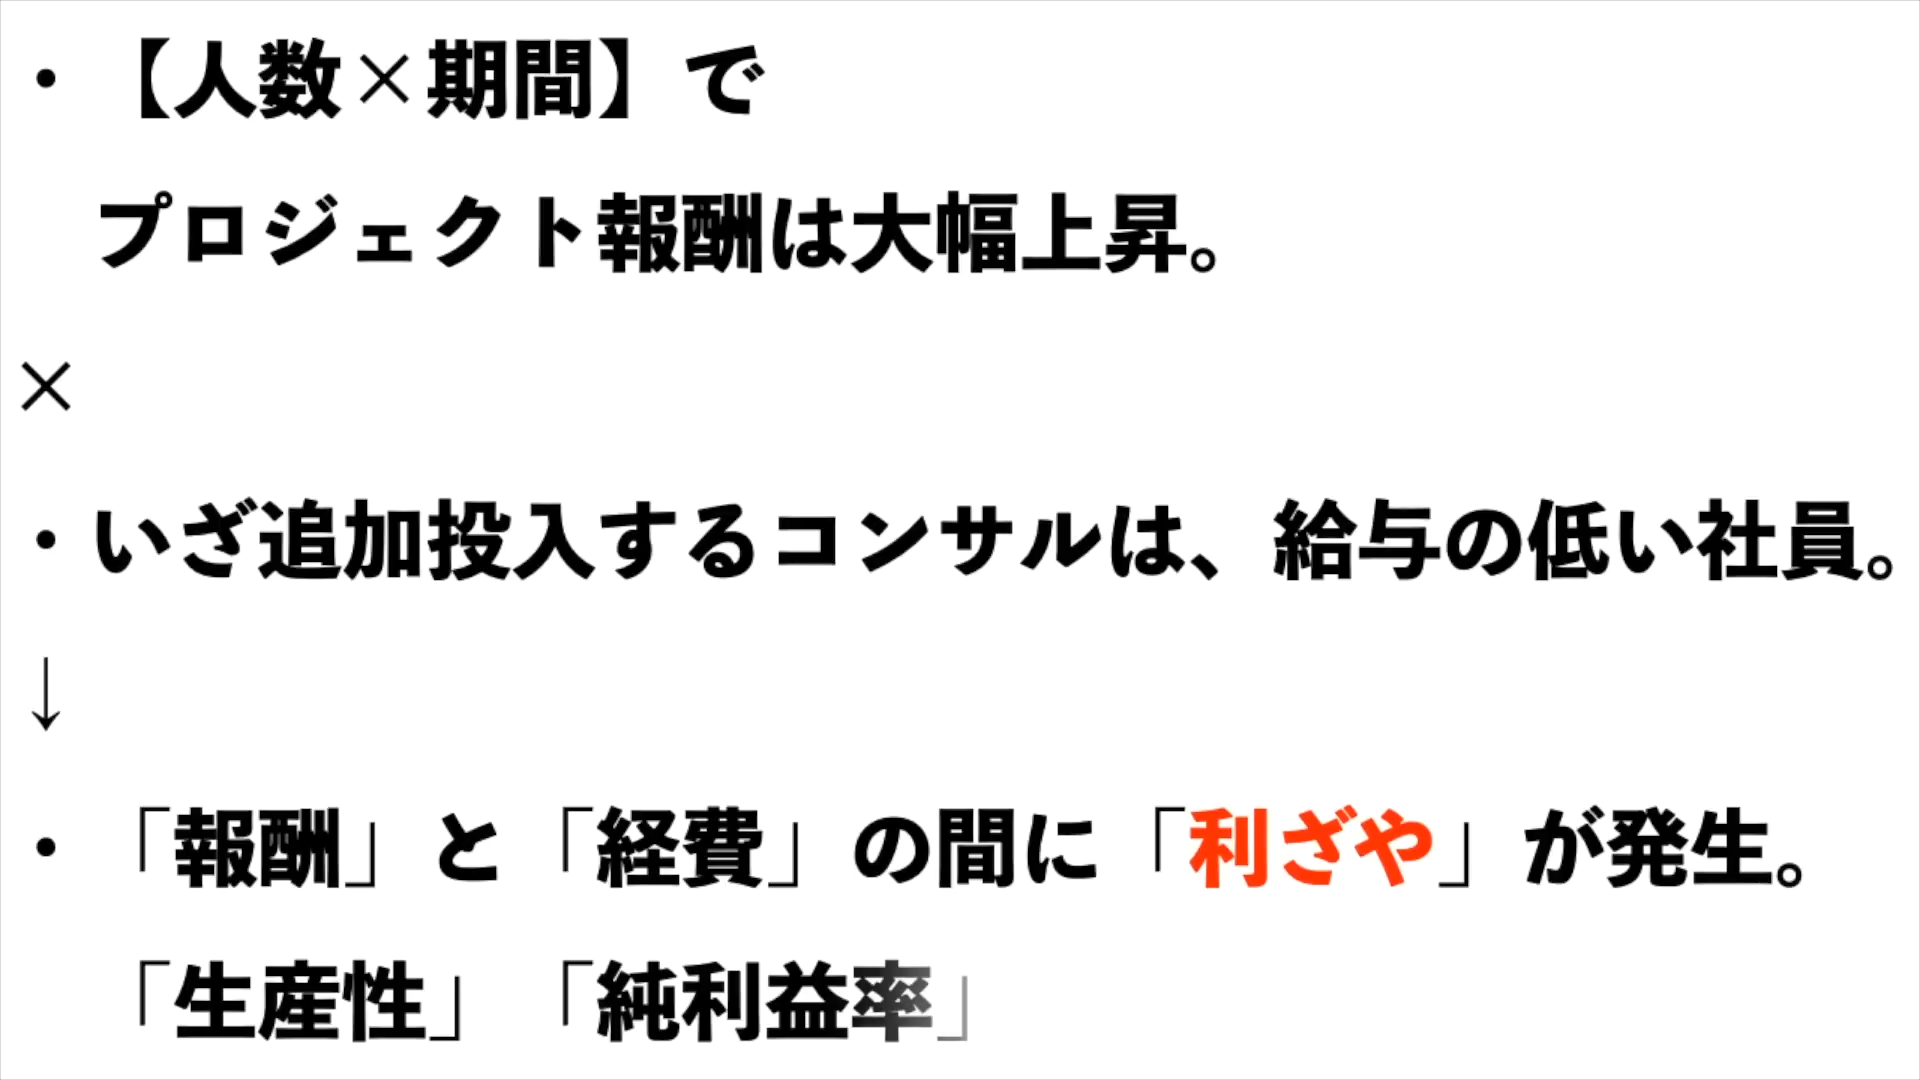 ・【人数×期間】で
プロジェクト報酬は大幅上昇。
×
・いざ追加投入するコンサルは、給与の低い社員。
↓
・「報酬」と「経費」の間に「利ざや」が発生。
「生産性」「純利益率」